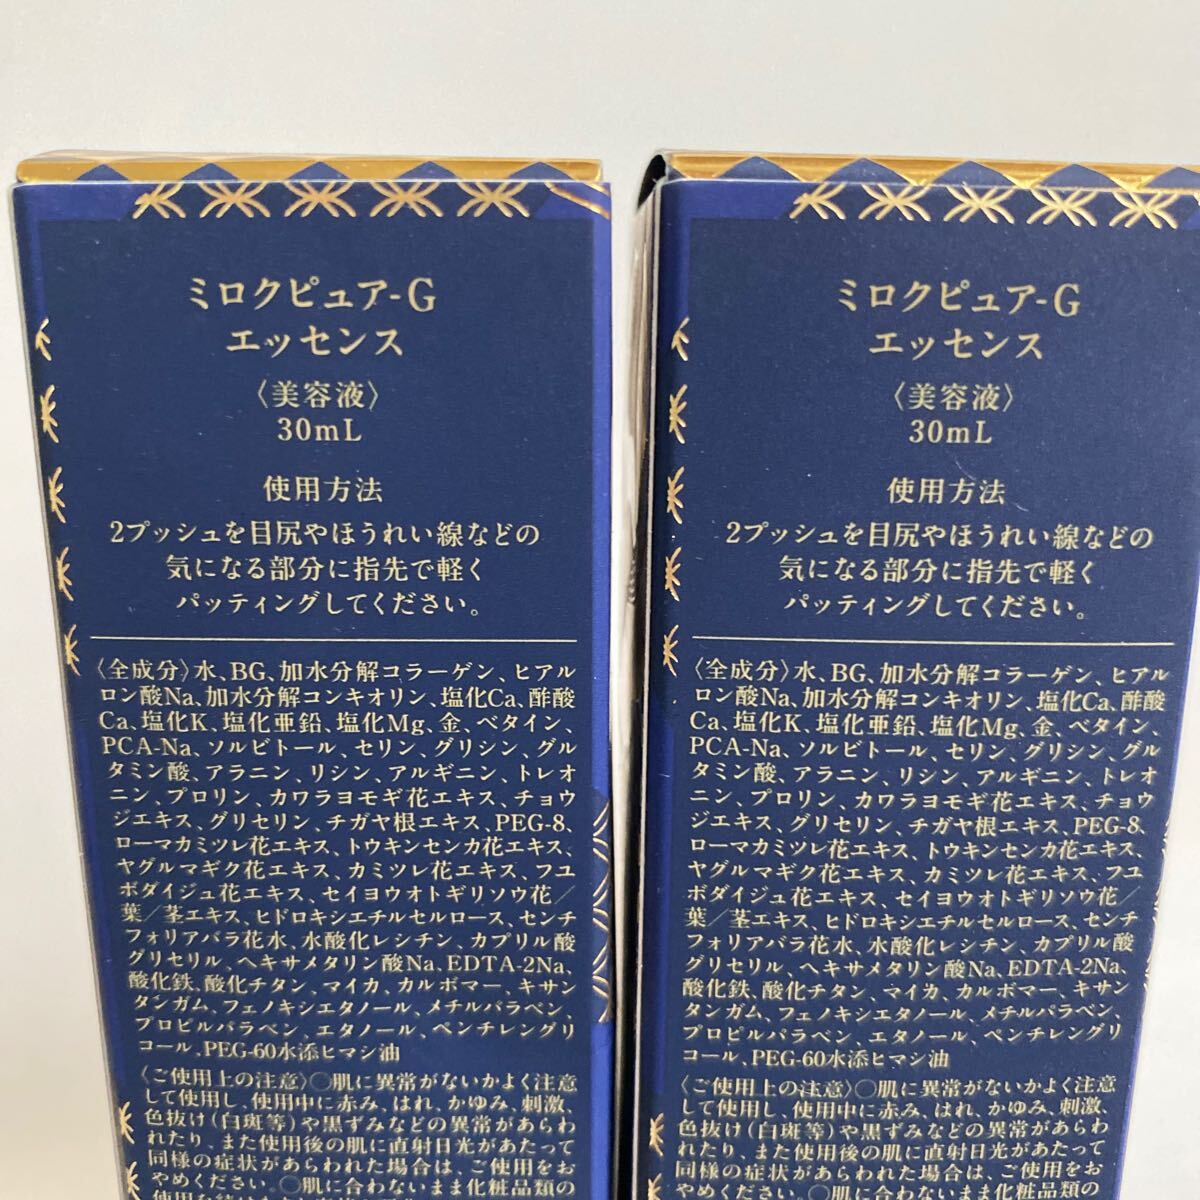 ミロクピュア-G
エッセンス
〈美容液〉
30mL
使用方法
2プッシュを目尻やほうれい線などの
気になる部分に指先で軽く
パッティングしてください。
〈全成分〉水、BG、加水分解コラーゲン、ヒアル
ロン酸Na、加水分解コンキオリン、塩化Ca、酢酸
Ca、塩化K、塩化亜鉛、塩化Mg、金、ベタイン、
PCA-Na、ソルビトール、セリン、グリシン、グル
タミン酸、アラニン、リシン、アルギニン、トレオ
ニン、プロリン、カワラヨモギ花エキス、チョウ
ジエキス、グリセリン、チガヤ根エキス、PEG-8、
ローマカミツレ花エキス、トウキンセンカ花エキス、
ヤグルマギク花エキス、カミツレ花エキス、フユ
ボダイジュ花エキス、セイヨウオトギリソウ花／
葉／茎エキス、ヒドロキシエチルセルロース、センチ
フォリアバラ花水、水酸化レシチン、カプリル酸
グリセリル、ヘキサメタリン酸Na、EDTA-2Na、
酸化鉄、酸化チタン、マイカ、カルボマー、キサン
タンガム、フェノキシエタノール、メチルパラベン、
プロピルパラベン、エタノール、ペンチレングリ
コール、PEG-60水添ヒマシ油
〈ご使用上の注意〉○肌に異常がないかよく注意
して使用し、使用中に赤み、はれ、かゆみ、刺激、
色抜け（白斑等）や黒ずみなどの異常があらわ
れたり、また使用後の肌に直射日光があたって
同様の症状があらわれた場合は、ご使用をお
やめください。○肌に合わないまま化粧品類の
ミロクピュア-G
エッセンス
〈美容液〉
30mL
使用方法
2プッシュを目尻やほうれい線などの
気になる部分に指先で軽く
パッティングしてください。
〈全成分〉水、BG、加水分解コラーゲン、ヒアル
ロン酸Na、加水分解コンキオリン、塩化Ca、酢酸
Ca、塩化K、塩化亜鉛、塩化Mg、金、ベタイン、
PCA-Na、ソルビトール、セリン、グリシン、グル
タミン酸、アラニン、リシン、アルギニン、トレオ
ニン、プロリン、カワラヨモギ花エキス、チョウ
ジエキス、グリセリン、チガヤ根エキス、PEG-8、
ローマカミツレ花エキス、トウキンセンカ花エキス、
ヤグルマギク花エキス、カミツレ花エキス、フユ
ボダイジュ花エキス、セイヨウオトギリソウ花／
葉／茎エキス、ヒドロキシエチルセルロース、センチ
フォリアバラ花水、水酸化レシチン、カプリル酸
グリセリル、ヘキサメタリン酸Na、EDTA-2Na、
酸化鉄、酸化チタン、マイカ、カルボマー、キサン
タンガム、フェノキシエタノール、メチルパラベン、
プロピルパラベン、エタノール、ペンチレングリ
コール、PEG-60水添ヒマシ油
〈ご使用上の注意〉○肌に異常がないかよく注意
して使用し、使用中に赤み、はれ、かゆみ、刺激、
色抜け（白斑等）や黒ずみなどの異常があらわ
れたり、また使用後の肌に直射日光があたって
同様の症状があらわれた場合は、ご使用をお
やめください。○肌に合わないまま化粧品類の